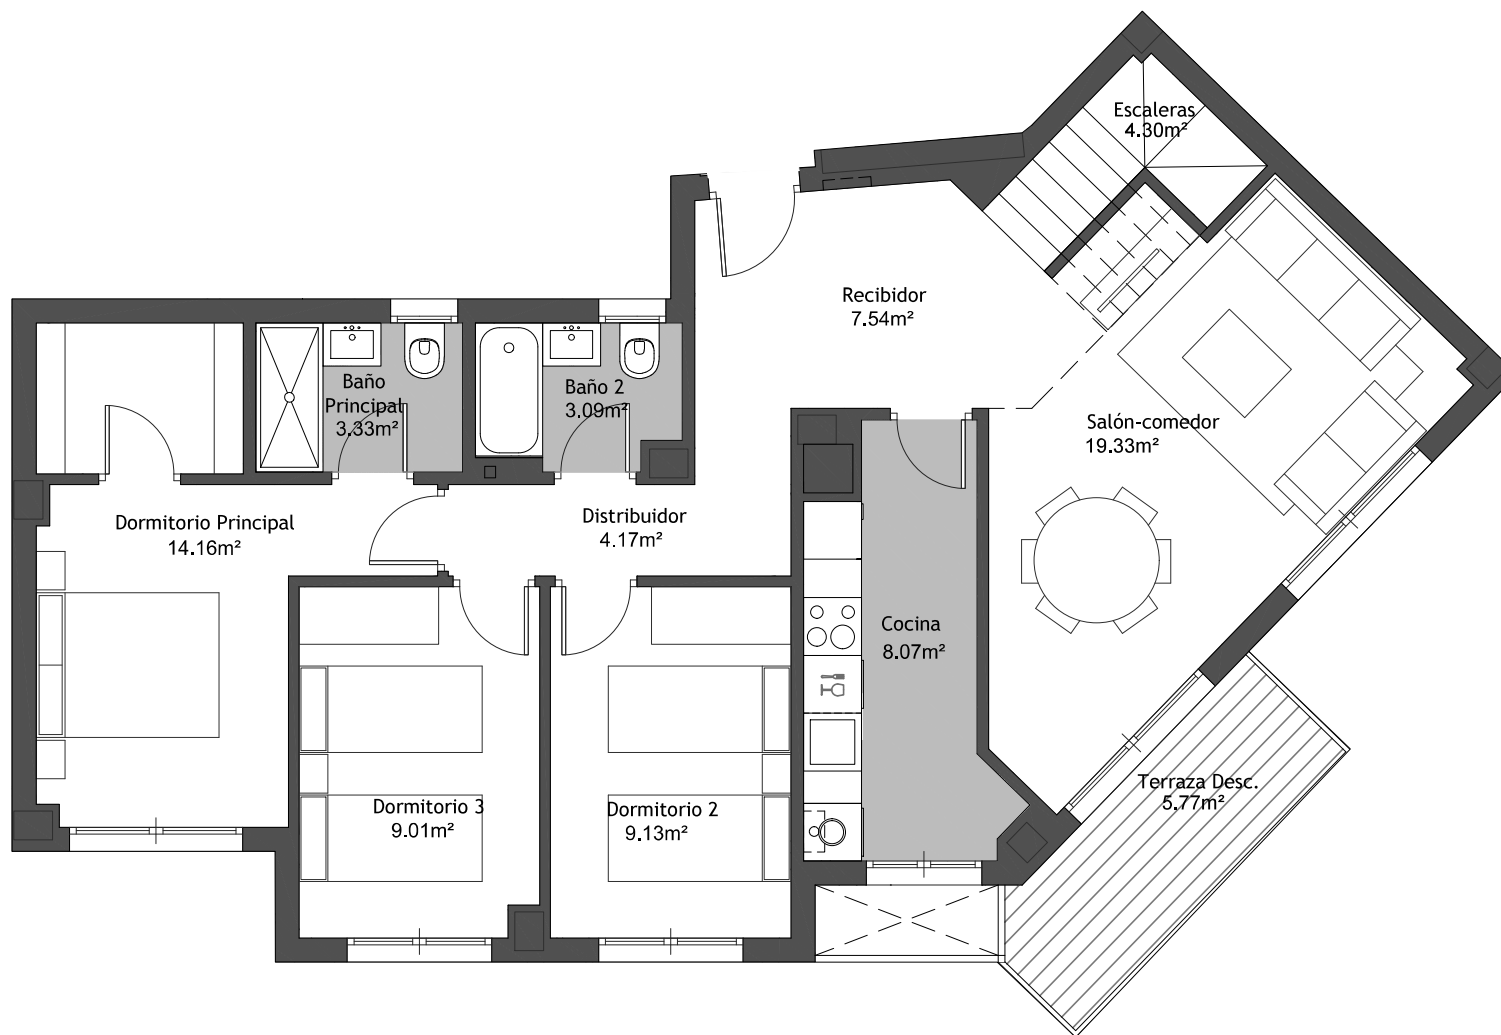 Escaleras
4.30m²
Recibidor
7.54m²
Baño
Principal
3.33m²
Baño 2
3.09m²
Salón-comedor
19.33m²
Dormitorio Principal
14.16m²
Distribuidor
4.17m²
Cocina
8.07m²
Terraza Desc.
5.77m²
Dormitorio 3
9.01m²
Dormitorio 2
9.13m²